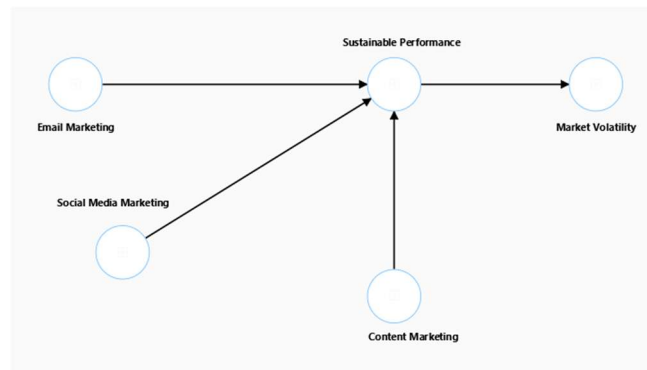 Sustainable Performance
Email Marketing
Market Volatility
Social Media Marketing
Content Marketing